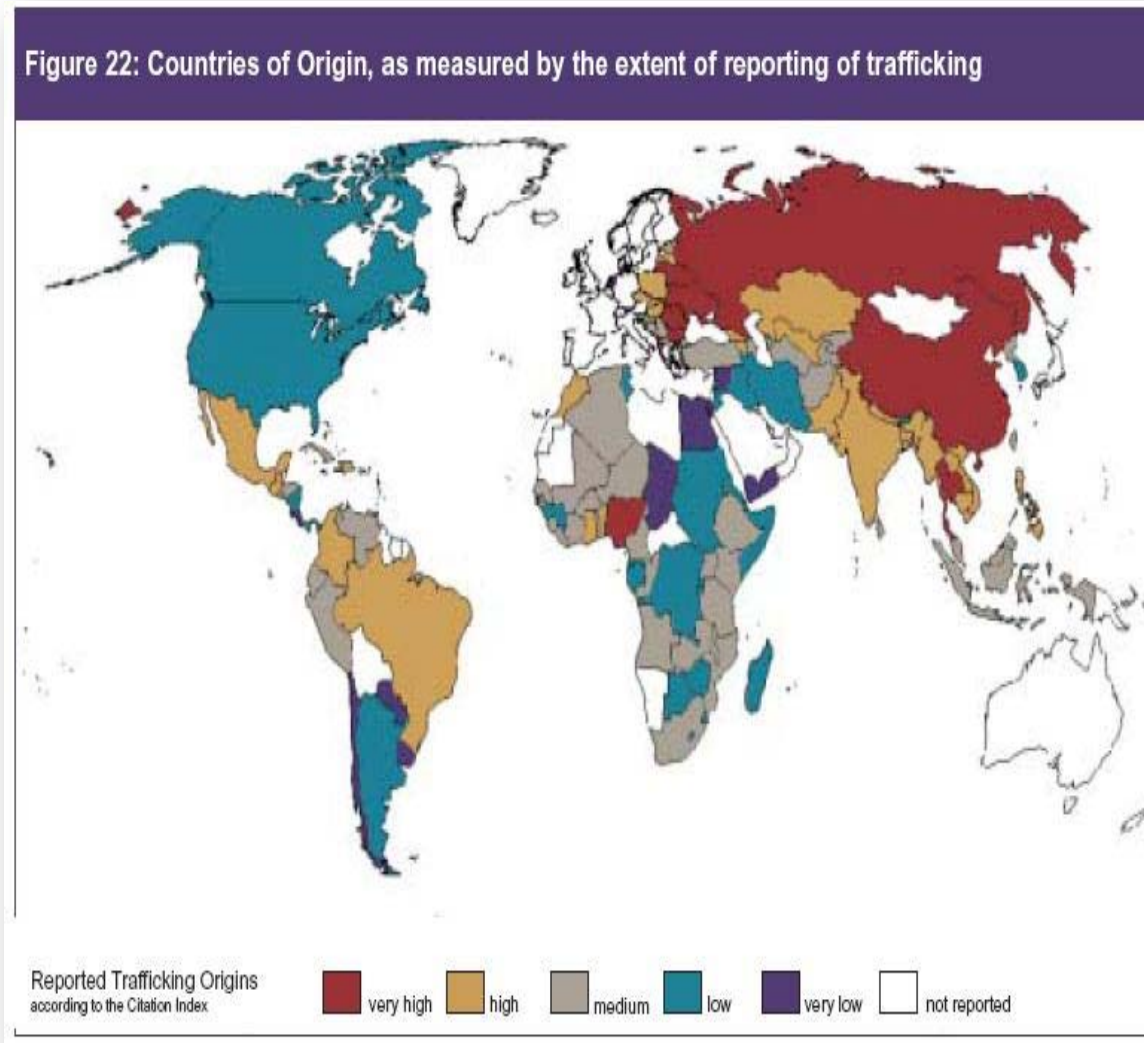 Figure 22: Countries of Origin, as measured by the extent of reporting of trafficking
Reported Trafficking Origins
according to the Citation Index
very high
high
medium
low
very low
not reported